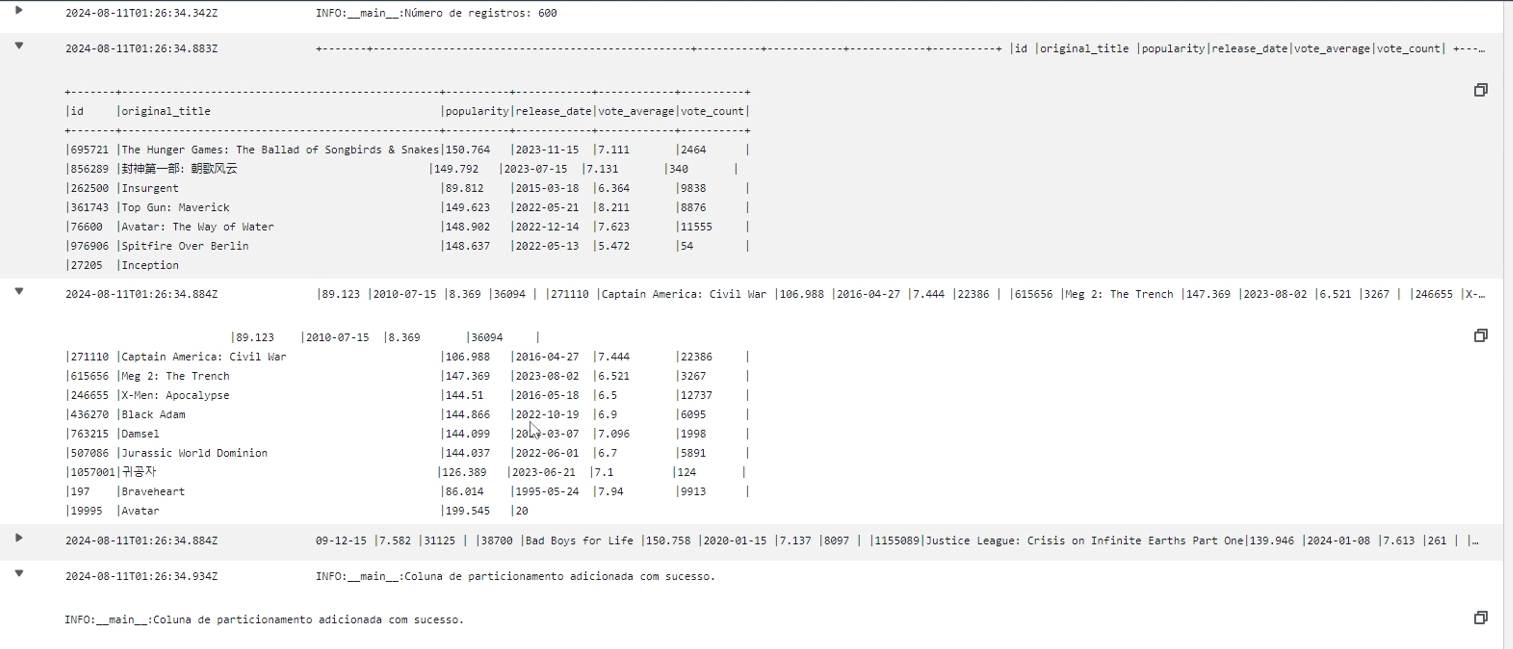 2024-08-11T01:26:34.342Z INFO:__main__:Número de registros: 600
2024-08-11T01:26:34.883Z +-------+----------------------------------------+----------+------------+------------+----------+ |id |original_title |popularity|release_date|vote_average|vote_count| +---…
+-------+----------------------------------------+----------+------------+------------+----------+
|id |original_title |popularity|release_date|vote_average|vote_count|
+-------+----------------------------------------+----------+------------+------------+----------+
|695721 |The Hunger Games: The Ballad of Songbirds & Snakes|150.764 |2023-11-15 |7.111 |2464 |
|856289 |封神第一部: 朝歌风云 |149.792 |2023-07-15 |7.131 |340 |
|262500 |Insurgent |89.812 |2015-03-18 |6.364 |9838 |
|361743 |Top Gun: Maverick |149.623 |2022-05-21 |8.211 |8876 |
|76600 |Avatar: The Way of Water |148.902 |2022-12-14 |7.623 |11555 |
|976906 |Spitfire Over Berlin |148.637 |2022-05-13 |5.472 |54 |
|27205 |Inception
2024-08-11T01:26:34.884Z |89.123 |2010-07-15 |8.369 |36094 | |271110 |Captain America: Civil War |106.988 |2016-04-27 |7.444 |22386 | |615656 |Meg 2: The Trench |147.369 |2023-08-02 |6.521 |3267 | |246655 |X-…
|89.123 |2010-07-15 |8.369 |36094 |
|271110 |Captain America: Civil War |106.988 |2016-04-27 |7.444 |22386 |
|615656 |Meg 2: The Trench |147.369 |2023-08-02 |6.521 |3267 |
|246655 |X-Men: Apocalypse |144.51 |2016-05-18 |6.5 |12737 |
|436270 |Black Adam |144.866 |2022-10-19 |6.9 |6095 |
|763215 |Damsel |144.099 |-03-07 |7.096 |1998 |
|507086 |Jurassic World Dominion |144.037 |2022-06-01 |6.7 |5891 |
|1057001|귀공자 |126.389 |2023-06-21 |7.1 |124 |
|197 |Braveheart |86.014 |1995-05-24 |7.94 |9913 |
|19995 |Avatar |199.545 |20
2024-08-11T01:26:34.884Z 09-12-15 |7.582 |31125 | |38700 |Bad Boys for Life |150.758 |2020-01-15 |7.137 |8097 | |1155089|Justice League: Crisis on Infinite Earths Part One|139.946 |2024-01-08 |7.613 |261 | |…
2024-08-11T01:26:34.934Z INFO:__main__:Coluna de particionamento adicionada com sucesso.
INFO:__main__:Coluna de particionamento adicionada com sucesso.